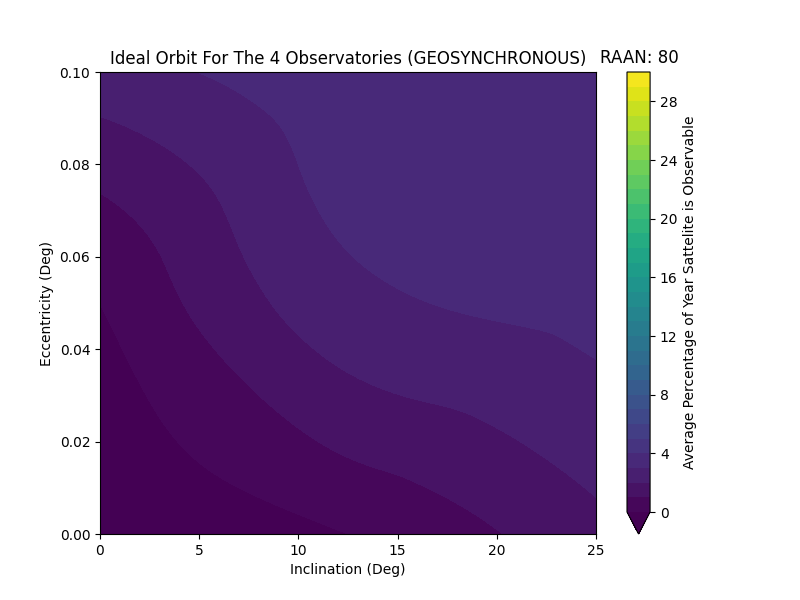 Ideal Orbit For The 4 Observatories (GEOSYNCHRONOUS) RAAN: 80
0.10
0.08
0.06
0.04
0.02
0.00
Eccentricity (Deg)
0 5 10 15 20 25
Inclination (Deg)
28
24
20
16
12
8
4
0
Average Percentage of Year Sattelite is Observable